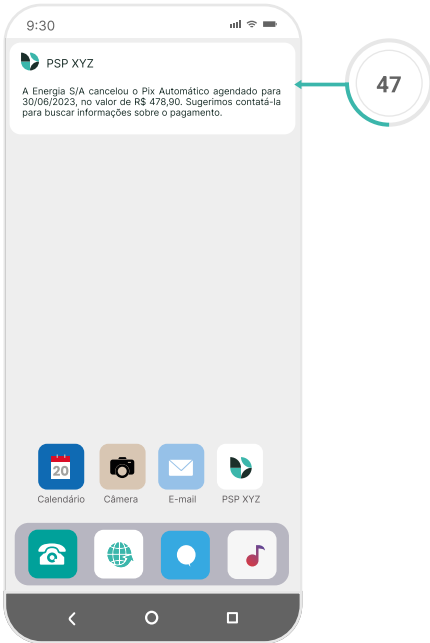 9:30
PSP XYZ
A Energia S/A cancelou o Pix Automático agendado para
30/06/2023, no valor de R$ 478,90. Sugerimos contatá-la
para buscar informações sobre o pagamento.
47
20
Calendário Câmera E-mail PSP XYZ